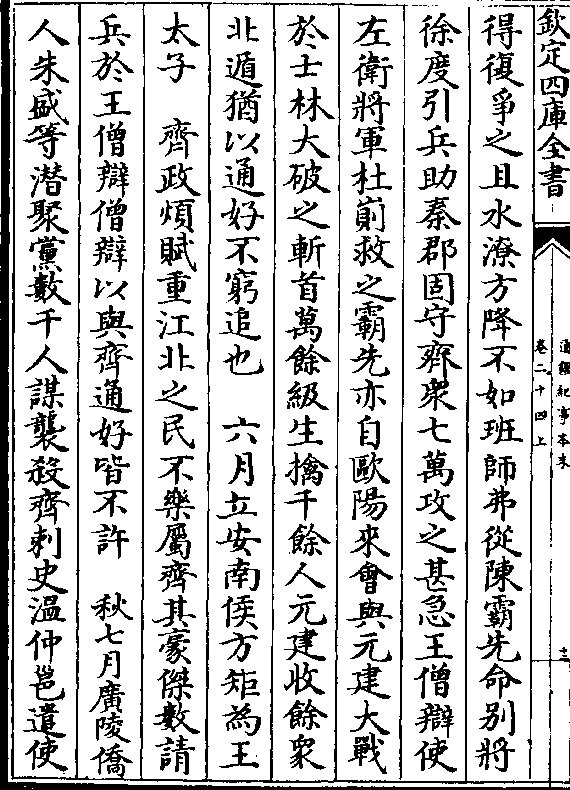 欽定四庫全書
通鑑紀事本末
卷二十四上
十二
得復爭之且水潦方降不如班師弗從陳霸先命別將
徐度引兵助秦郡固守齊衆七萬攻之甚急王僧辯使
左衛將軍杜崱救之霸先亦自歐陽來會與元建大戰
於士林大破之斬首萬餘級生擒千餘人元建收餘衆
北遁猶以通好不窮追也　六月立安南侯方矩為王
太子　齊政煩賦重江北之民不樂屬齊其豪傑數請
兵於王僧辯僧辯以與齊通好皆不許　秋七月廣陵僑
人朱盛等潛聚黨數千人謀襲殺齊刺史溫仲邕遣使